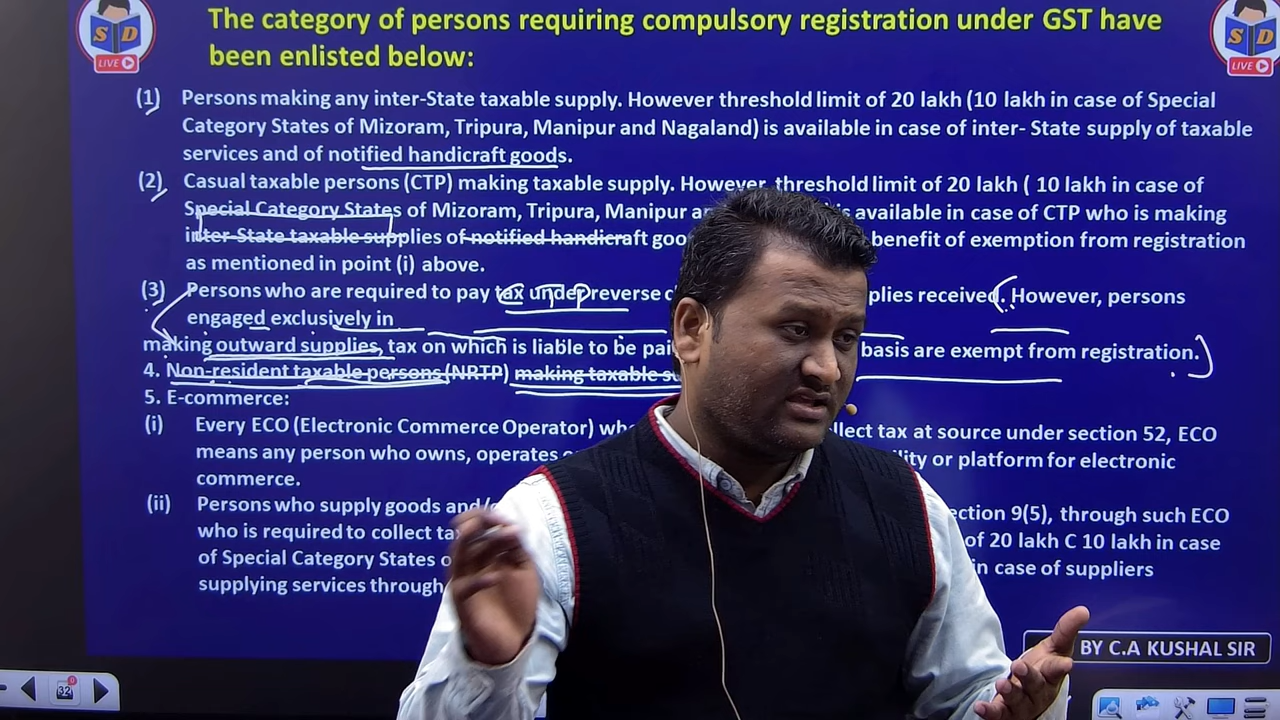 The category of persons requiring compulsory registration under GST have
been enlisted below:
S D
LIVE
S D
LIVE
(1) Persons making any inter-State taxable supply. However threshold limit of 20 lakh (10 lakh in case of Special
Category States of Mizoram, Tripura, Manipur and Nagaland) is available in case of inter- State supply of taxable
services and of notified handicraft goods.
(2) Casual taxable persons (CTP) making taxable supply. However, threshold limit of 20 lakh ( 10 lakh in case of
Special Category States of Mizoram, Tripura, Manipur is available in case of CTP who is making
inter-State taxable supplies of notified handicraft benefit of exemption from registration
as mentioned in point (i) above.
(3) Persons who are required to pay tax under reverse received. However, persons
engaged exclusively in
making outward supplies, tax on which is liable to be basis are exempt from registration.
CTP
4. Non-resident taxable persons (NRTP) making taxable
5. E-commerce:
(i) Every ECO (Electronic Commerce Operator) tax at source under section 52, ECO
means any person who owns, operates or platform for electronic
commerce.
(ii) Persons who supply goods 9(5), through such ECO
who is required to collect of 20 lakh C 10 lakh in case
of Special Category States in case of suppliers
supplying services through
BY C.A KUSHAL SIR
32
9